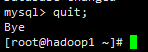 mysql> quit;
Bye
[root@hadoop1 ~]#